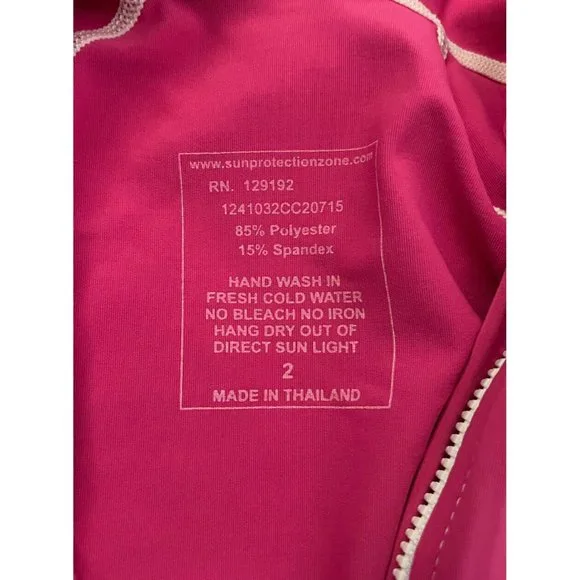 www.sunprotectionzone.com
RN. 129192
1241032CC20715
85% Polyester
15% Spandex
HAND WASH IN
FRESH COLD WATER
NO BLEACH NO IRON
HANG DRY OUT OF
DIRECT SUN LIGHT
2
MADE IN THAILAND